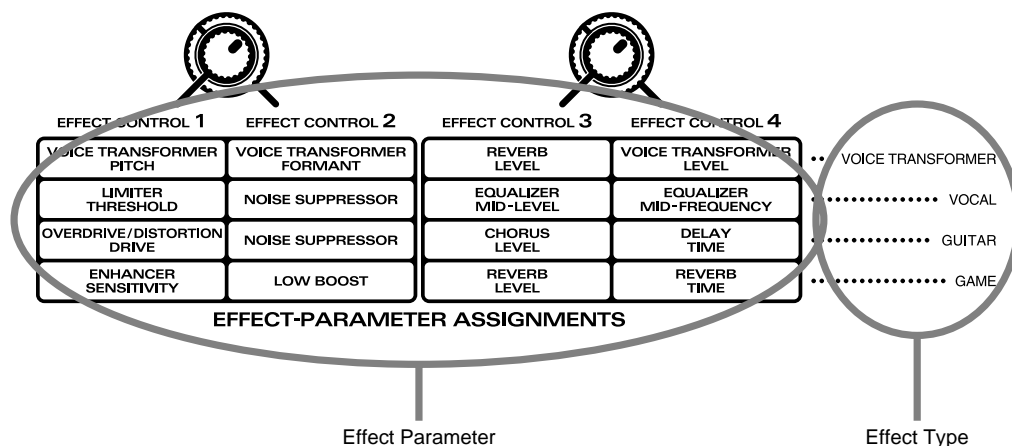 EFFECT CONTROL 1 EFFECT CONTROL 2 EFFECT CONTROL 3 EFFECT CONTROL 4
VOICE TRANSFORMER
PITCH
VOICE TRANSFORMER
FORMANT
REVERB
LEVEL
VOICE TRANSFORMER
LEVEL
VOICE TRANSFORMER
LIMITER
THRESHOLD
NOISE SUPPRESSOR
EQUALIZER
MID-LEVEL
EQUALIZER
MID-FREQUENCY
VOCAL
OVERDRIVE/DISTORTION
DRIVE
NOISE SUPPRESSOR
CHORUS
LEVEL
DELAY
TIME
GUITAR
ENHANCER
SENSITIVITY
LOW BOOST
REVERB
LEVEL
REVERB
TIME
GAME
EFFECT-PARAMETER ASSIGNMENTS
Effect Parameter
Effect Type